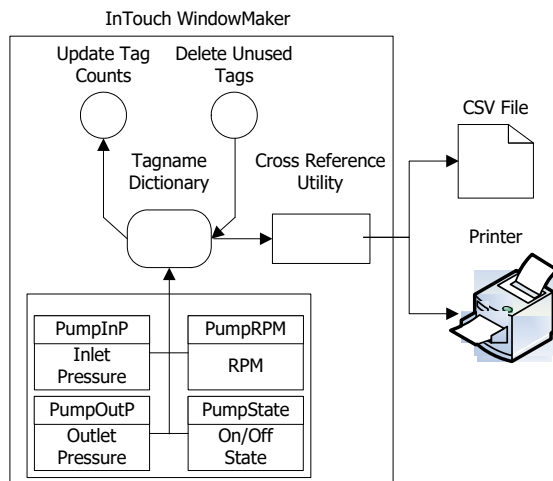 InTouch WindowMaker
Update Tag
Counts
Delete Unused
Tags
CSV File
Tagname
Dictionary
Cross Reference
Utility
Printer
PumpInP
Inlet
Pressure
PumpRPM
RPM
PumpOutP
Outlet
Pressure
PumpState
On/Off
State